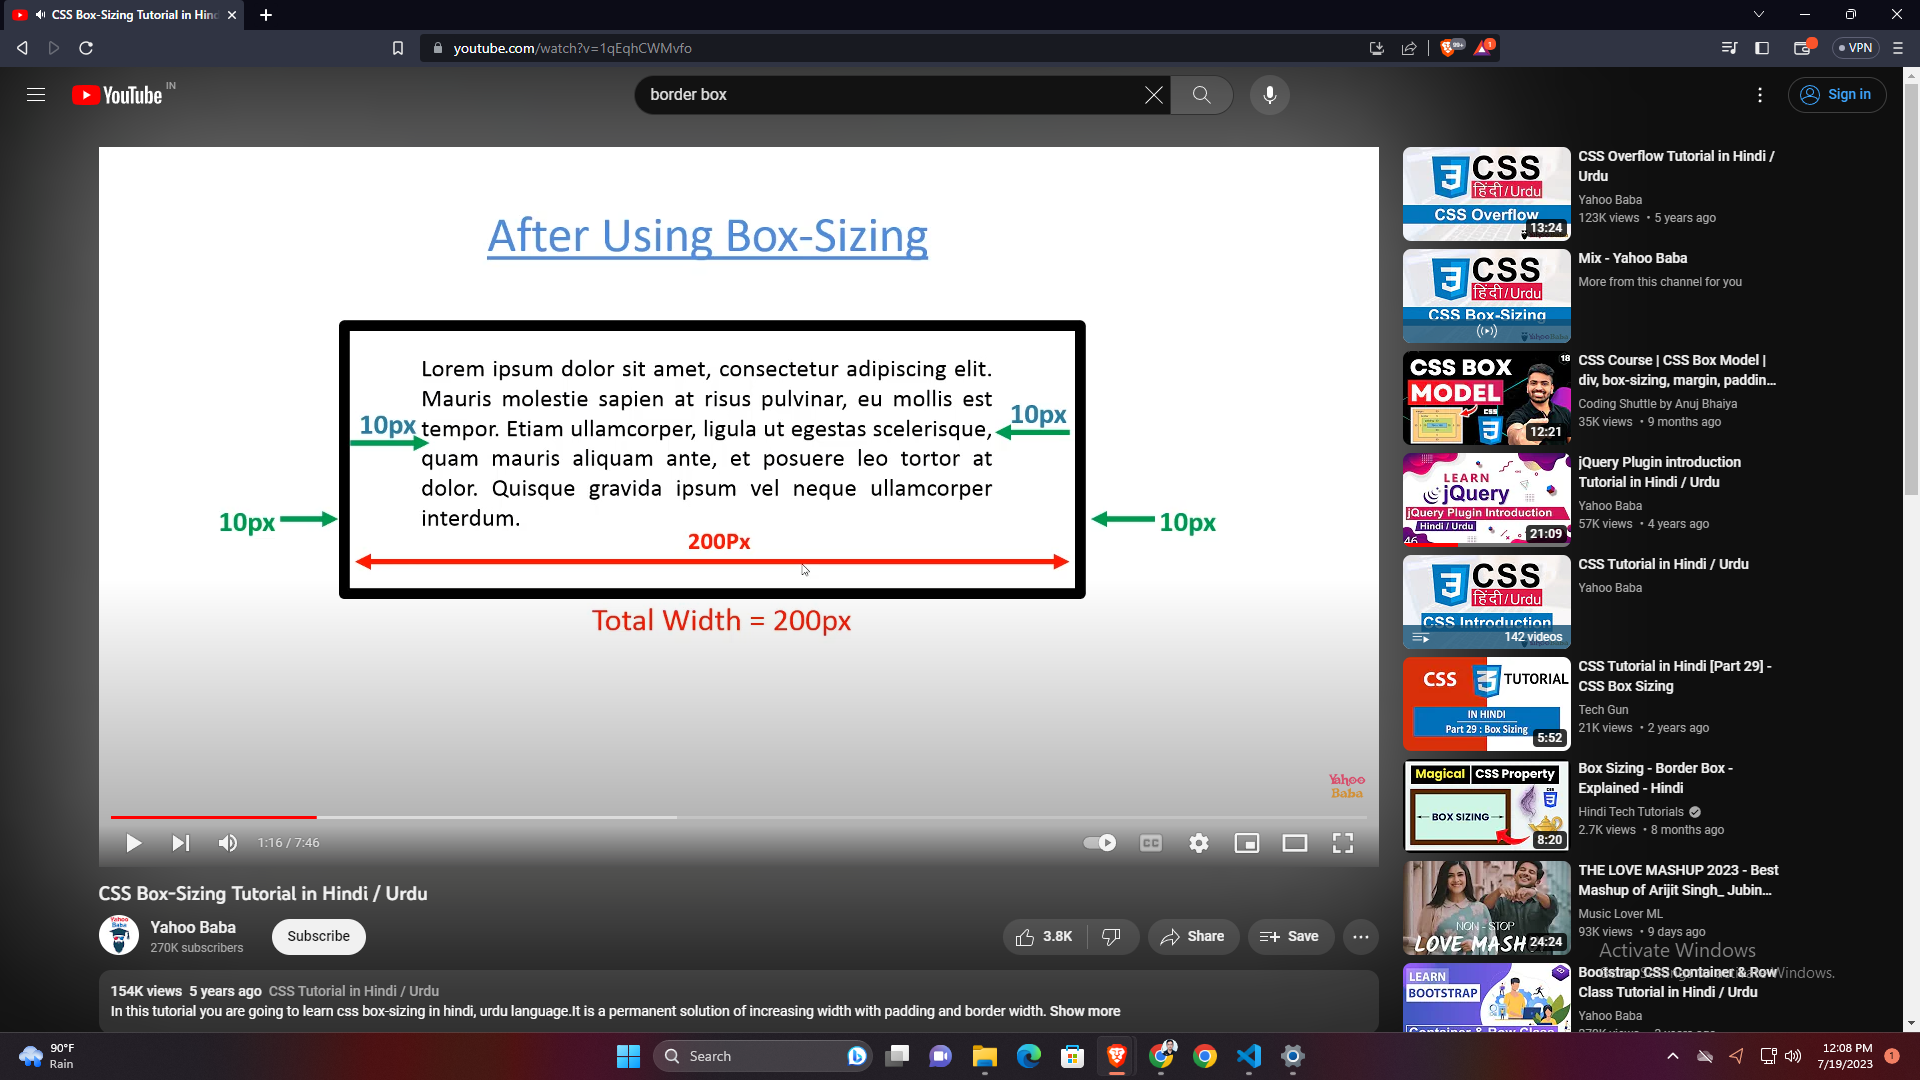 CSS Box-Sizing Tutorial in Hind
youtube.com/watch?v=1qEqhCWMvfo
99+
1
VPN
YouTube IN
border box
Sign in
After Using Box-Sizing
Lorem ipsum dolor sit amet, consectetur adipiscing elit.
Mauris molestie sapien at risus pulvinar, eu mollis est
tempor. Etiam ullamcorper, ligula ut egestas scelerisque,
quam mauris aliquam ante, et posuere leo tortor at
dolor. Quisque gravida ipsum vel neque ullamcorper
interdum.
10px
10px
10px
10px
200Px
Total Width = 200px
Yahoo
Baba
1:16 / 7:46
CC
CSS Box-Sizing Tutorial in Hindi / Urdu
Yahoo Baba
270K subscribers
Subscribe
3.8K
Share
Save
154K views 5 years ago CSS Tutorial in Hindi / Urdu
In this tutorial you are going to learn css box-sizing in hindi, urdu language.It is a permanent solution of increasing width with padding and border width. Show more
CSS
हिंदी/Urdu
CSS Overflow
13:24
CSS Overflow Tutorial in Hindi /
Urdu
Yahoo Baba
123K views • 5 years ago
CSS
हिंदी/Urdu
CSS Box-Sizing
Mix - Yahoo Baba
More from this channel for you
CSS BOX
MODEL
18
12:21
CSS Course | CSS Box Model |
div, box-sizing, margin, paddin...
Coding Shuttle by Anuj Bhaiya
35K views • 9 months ago
LEARN
jQuery
jQuery Plugin Introduction
Hindi / Urdu
46
21:09
jQuery Plugin introduction
Tutorial in Hindi / Urdu
Yahoo Baba
57K views • 4 years ago
CSS
हिंदी/Urdu
CSS Introduction
142 videos
CSS Tutorial in Hindi / Urdu
Yahoo Baba
CSS TUTORIAL
IN HINDI
Part 29 : Box Sizing
5:52
CSS Tutorial in Hindi [Part 29] -
CSS Box Sizing
Tech Gun
21K views • 2 years ago
Magical CSS Property
BOX SIZING
8:20
Box Sizing - Border Box -
Explained - Hindi
Hindi Tech Tutorials
2.7K views • 8 months ago
NON - STOP
LOVE MASH
24:24
THE LOVE MASHUP 2023 - Best
Mashup of Arijit Singh_ Jubin...
Music Lover ML
93K views • 9 days ago
Activate Windows
Windows.
LEARN
BOOTSTRAP
Container & Row Class
Bootstrap CSS Container & Row
Class Tutorial in Hindi / Urdu
Yahoo Baba
90°F
Rain
Search
12:08 PM
7/19/2023
1